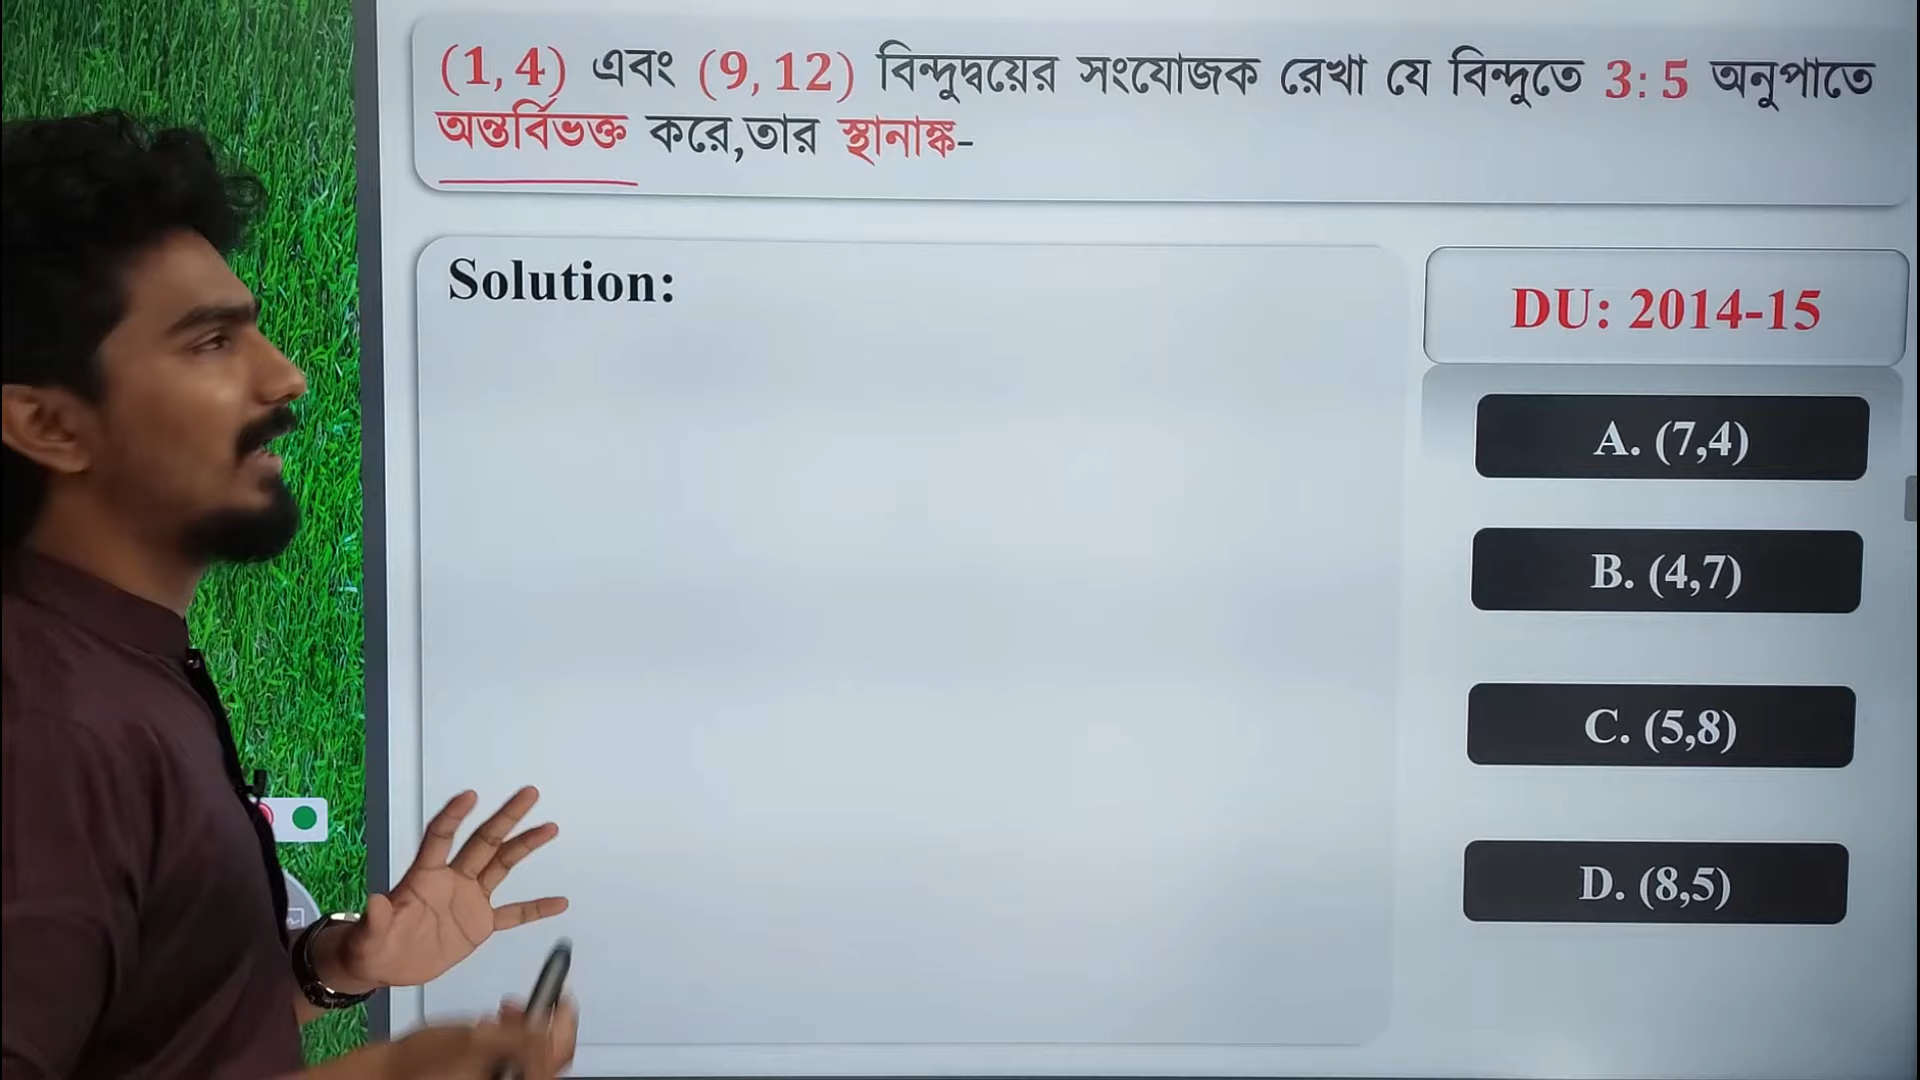 (1, 4) এবং (9, 12) বিন্দুদ্বয়ের সংযোজক রেখা যে বিন্দুতে 3: 5 অনুপাতে
অন্তর্বিভক্ত করে,তার স্থানাঙ্ক-
Solution:
DU: 2014-15
A. (7,4)
B. (4,7)
C. (5,8)
D. (8,5)